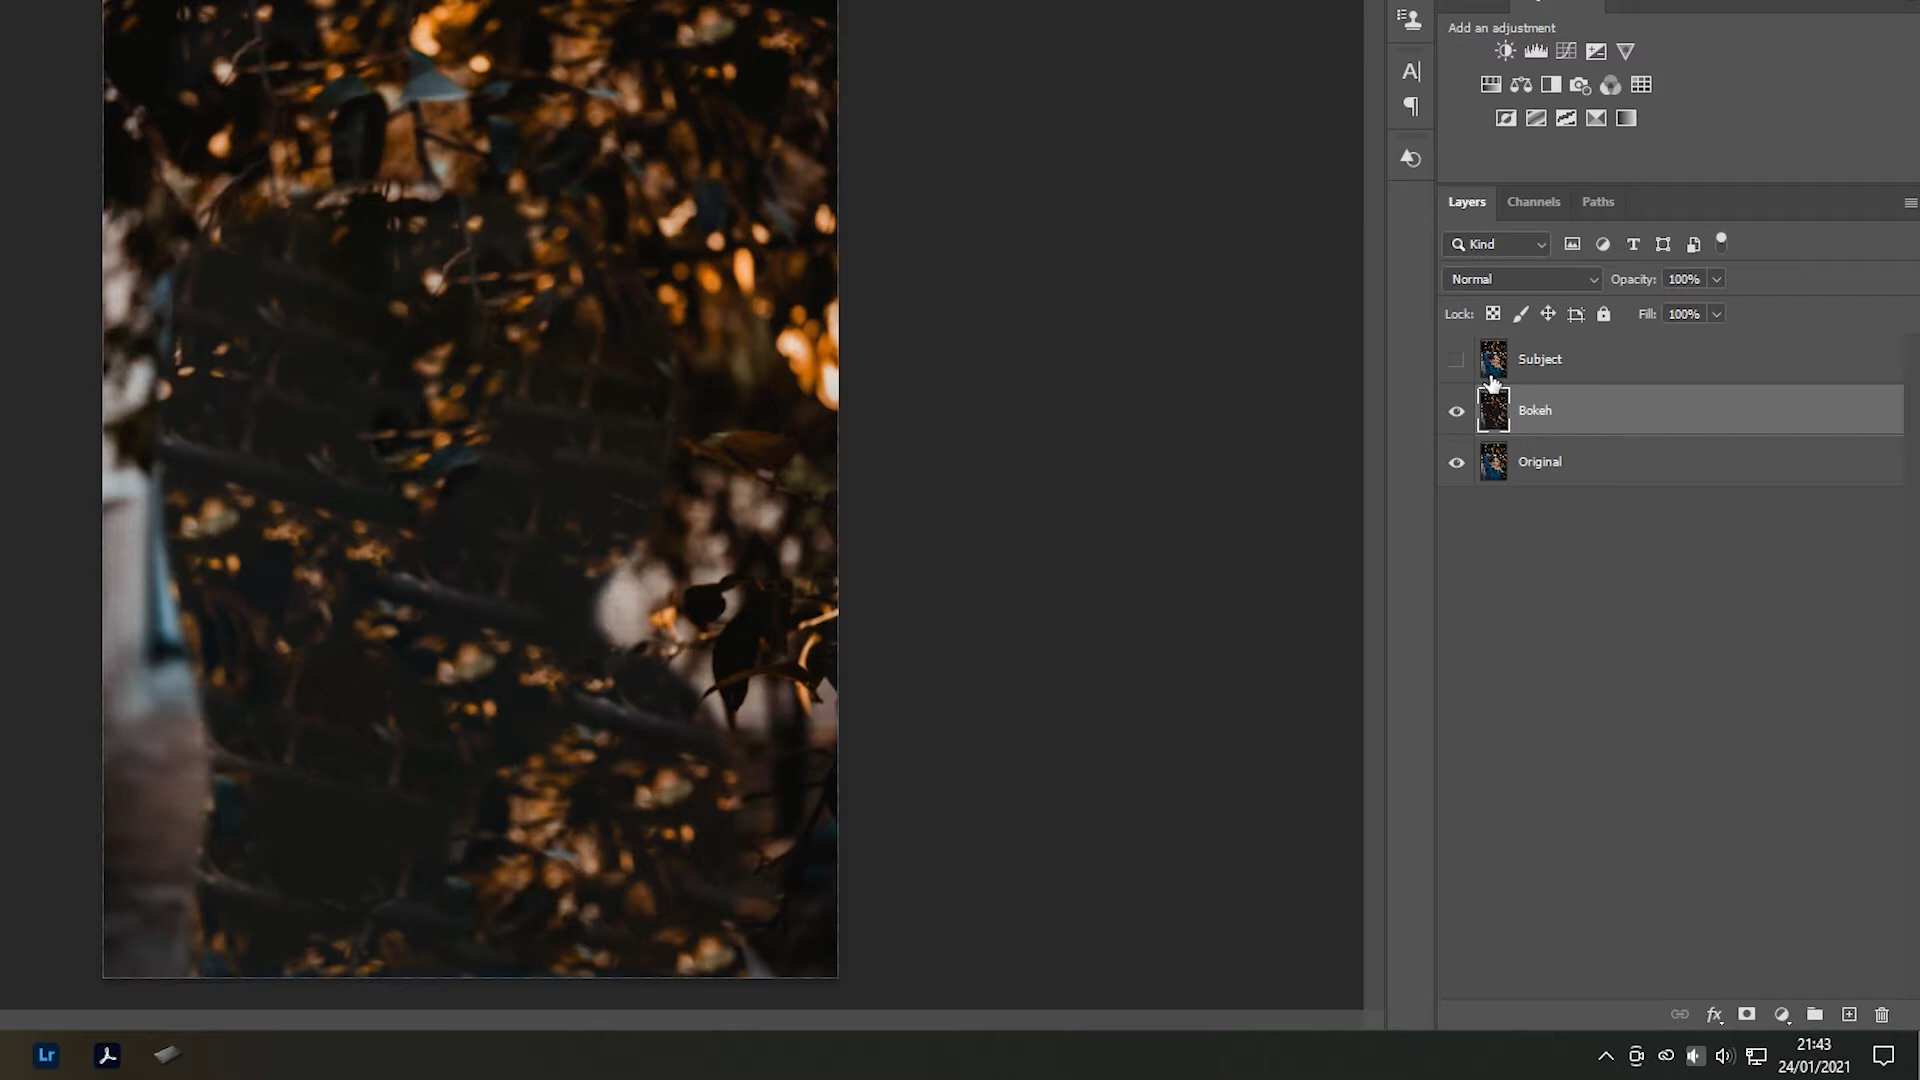 Add an adjustment
Layers Channels Paths
Kind
Normal Opacity: 100%
Lock: Fill: 100%
Subject
Bokeh
Original
fx
Lr
21:43
24/01/2021